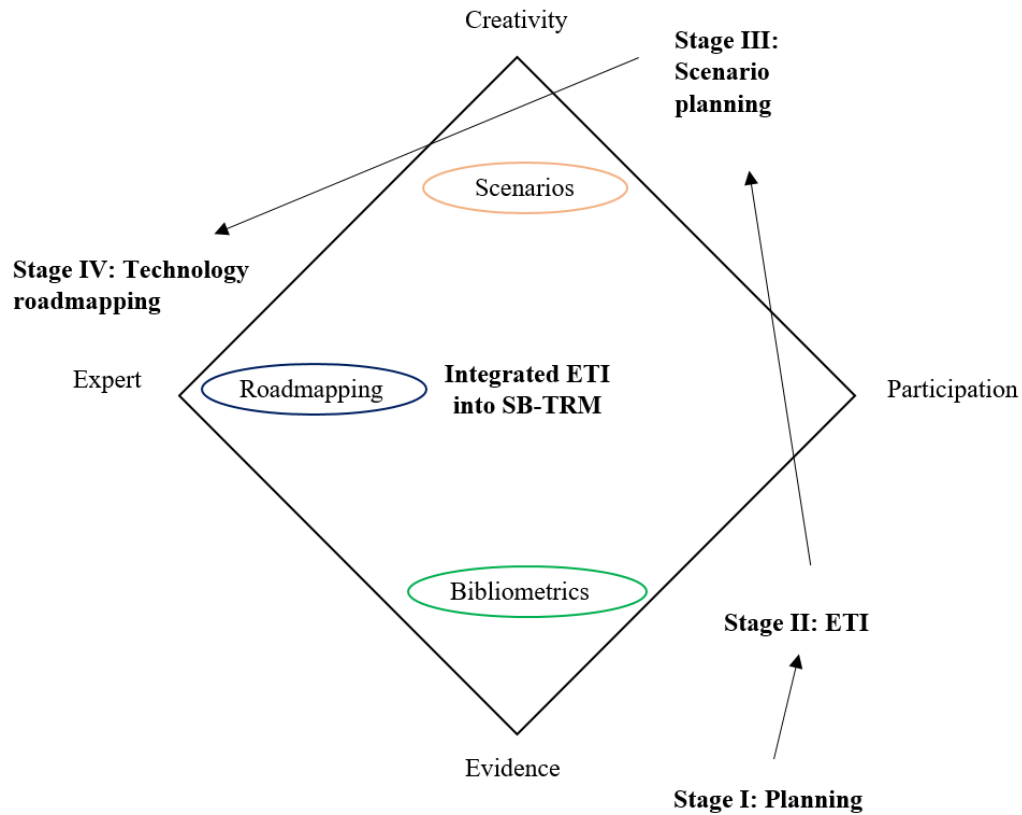 Creativity
Stage III:
Scenario
planning
Scenarios
Stage IV: Technology
roadmapping
Expert
Roadmapping
Integrated ETI
into SB-TRM
Participation
Bibliometrics
Stage II: ETI
Evidence
Stage I: Planning